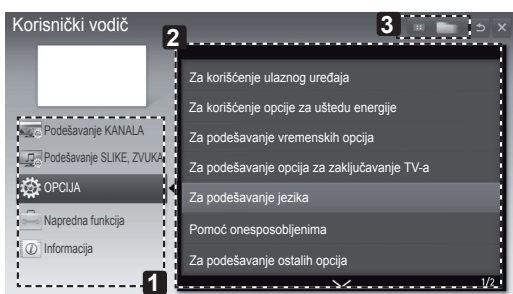 Korisnički vodič
2
3
Za korišćenje ulaznog uređaja
Za korišćenje opcije za uštedu energije
Za podešavanje vremenskih opcija
Za podešavanje opcija za zaključavanje TV-a
Za podešavanje jezika
Pomoć onesposobljenima
Za podešavanje ostalih opcija
1/2
Podešavanje KANALA
Podešavanje SLIKE, ZVUKA
OPCIJA
Napredna funkcija
Informacija
1